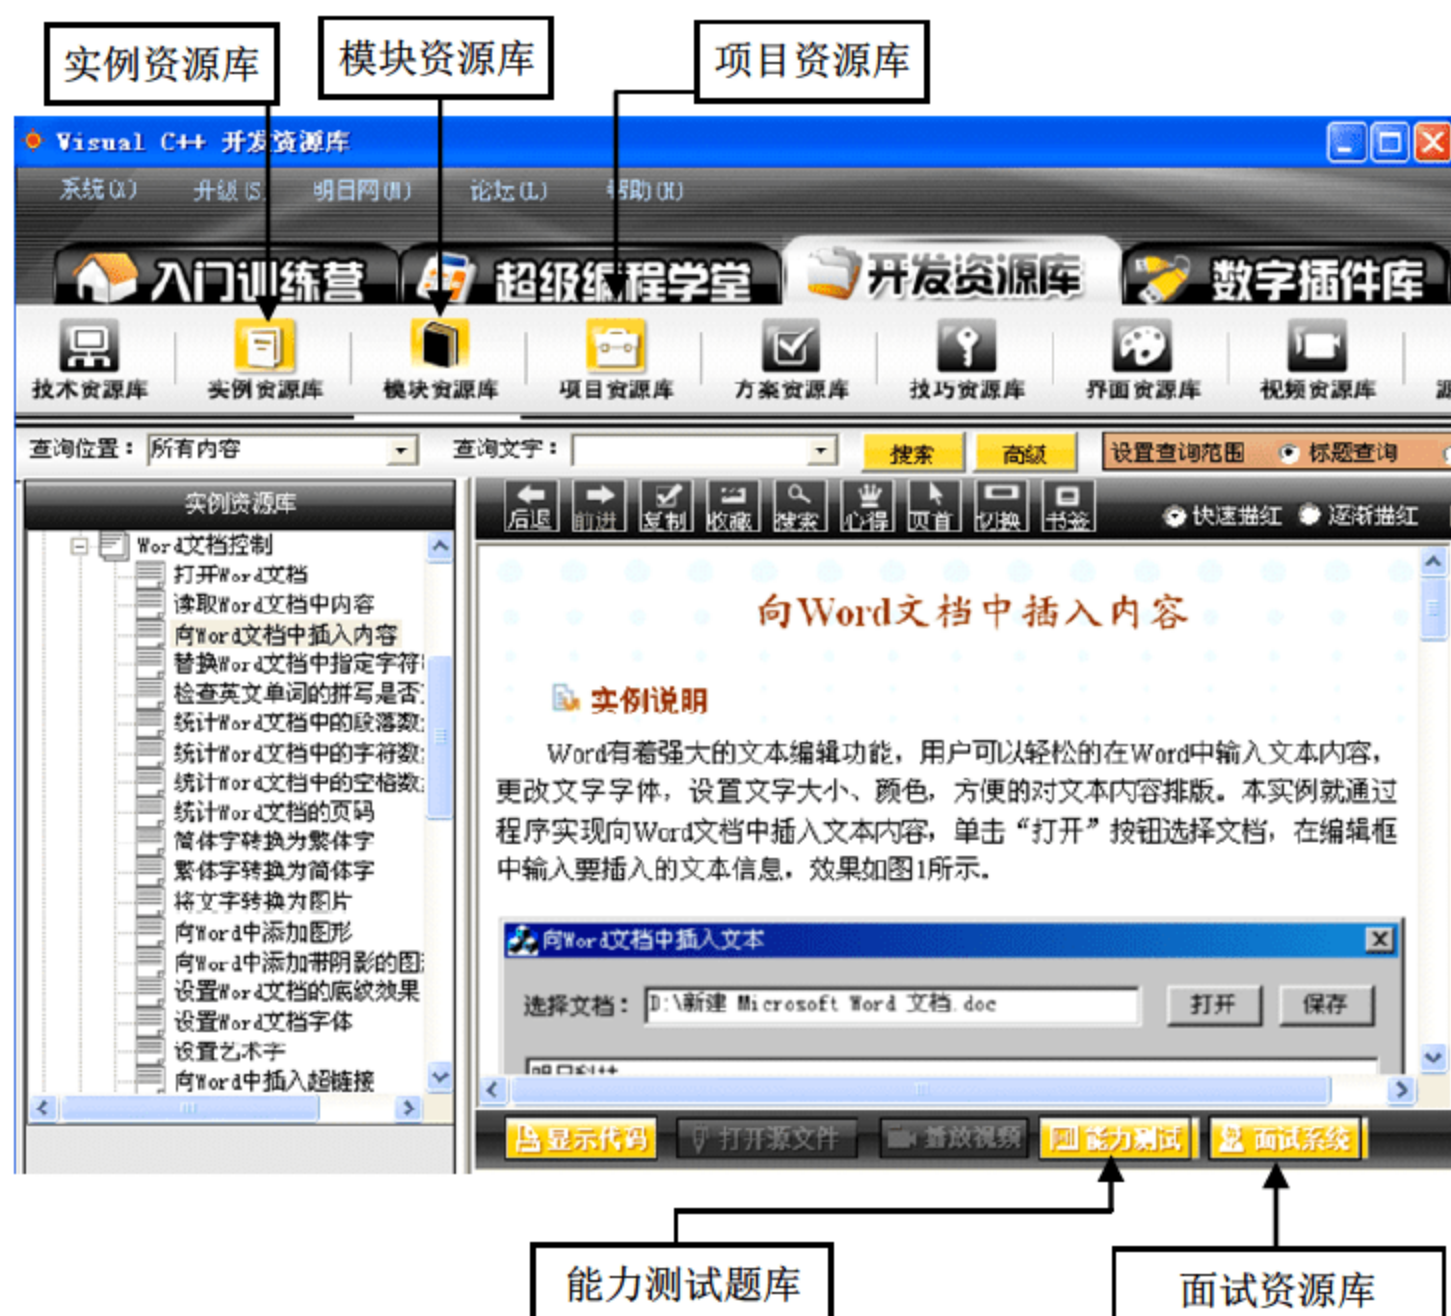 实例资源库
模块资源库
项目资源库
Visual C++ 开发资源库
系统(X) 升级(S 明日网(M) 论坛(L) 帮助(H)
入门训练营 超级编程学堂 开发资源库 数字插件库
技术资源库 实例资源库 模块资源库 项目资源库 方案资源库 技巧资源库 界面资源库 视频资源库
查询位置： 所有内容 查询文字： 搜索 高级 设置查询范围 标题查询
实例资源库
后退 前进 复制 收藏 搜索 心得 页首 切换 书签 快速描红 逐渐描红
Word文档控制
打开Word文档
读取Word文档中内容
向Word文档中插入内容
替换Word文档中指定字符
检查英文单词的拼写是否
统计Word文档中的段落数
统计Word文档中的字符数
统计Word文档中的空格数
统计Word文档的页码
简体字转换为繁体字
繁体字转换为简体字
将文字转换为图片
向Word中添加图形
向Word中添加带阴影的图
设置Word文档的底纹效果
设置Word文档字体
设置艺术字
向Word中插入超链接
向Word文档中插入内容
实例说明
Word有着强大的文本编辑功能，用户可以轻松的在Word中输入文本内容，
更改文字字体，设置文字大小、颜色，方便的对文本内容排版。本实例就通过
程序实现向Word文档中插入文本内容，单击“打开”按钮选择文档，在编辑框
中输入要插入的文本信息，效果如图1所示。
向Word文档中插入文本
选择文档： D:\新建 Microsoft Word 文档.doc 打开 保存
明日科技
显示代码 打开源文件 播放视频 能力测试 面试系统
能力测试题库
面试资源库